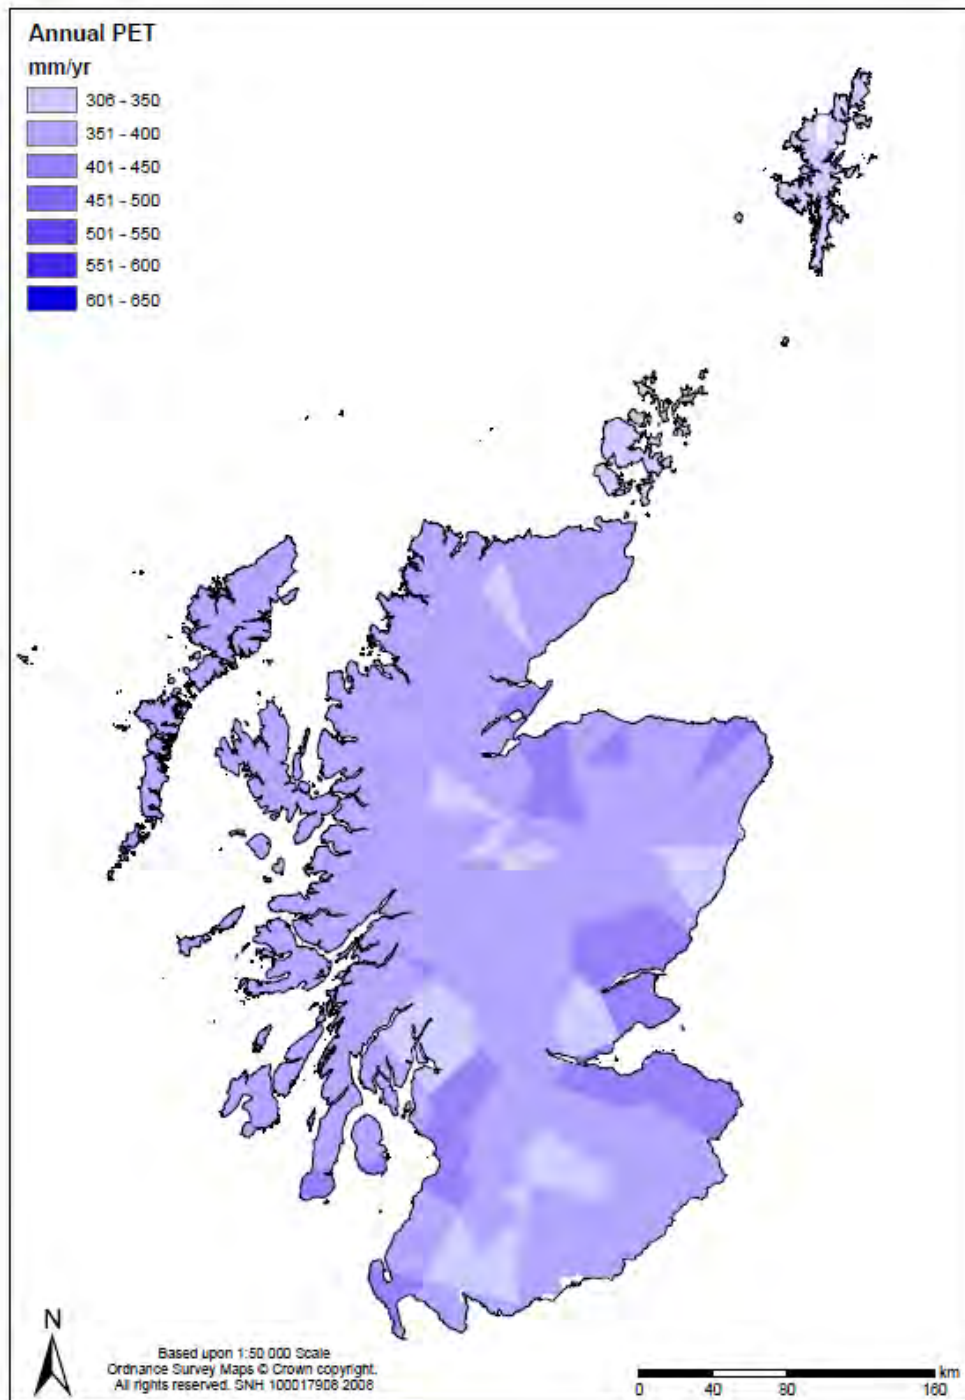 Annual PET
mm/yr
306 - 350
351 - 400
401 - 450
451 - 500
501 - 550
551 - 600
601 - 650
N
Based upon 1:50 000 Scale
Ordnance Survey Maps © Crown copyright.
All rights reserved. SNH 100017908 2008
km
0 40 80 160